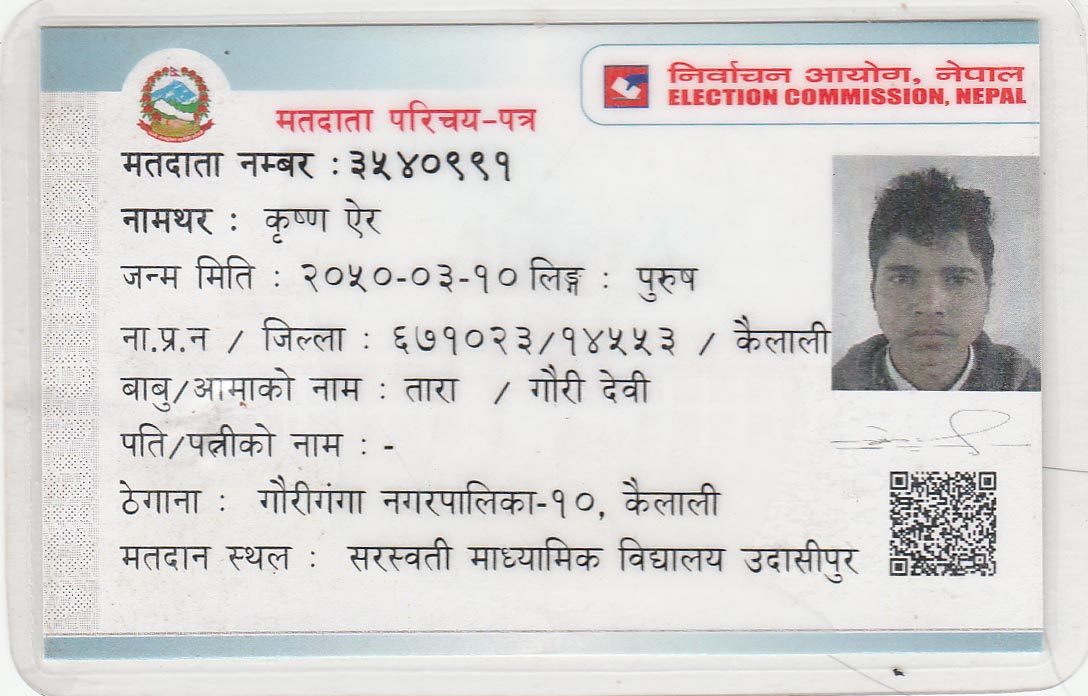 निर्वाचन आयोग, नेपाल
ELECTION COMMISSION, NEPAL
मतदाता परिचय-पत्र
मतदाता नम्बर : ३५४०९९१
नामथर : कृष्ण ऐर
जन्म मिति : २०५०-०३-१० लिङ्ग : पुरुष
ना.प्र.न / जिल्ला : ६७१०२३/१४५५३ / कैलाली
बाबु/आमाको नाम : तारा / गौरी देवी
पति/पत्नीको नाम : -
ठेगाना : गौरीगंगा नगरपालिका-१०, कैलाली
मतदान स्थल : सरस्वती माध्यामिक विद्यालय उदासीपुर